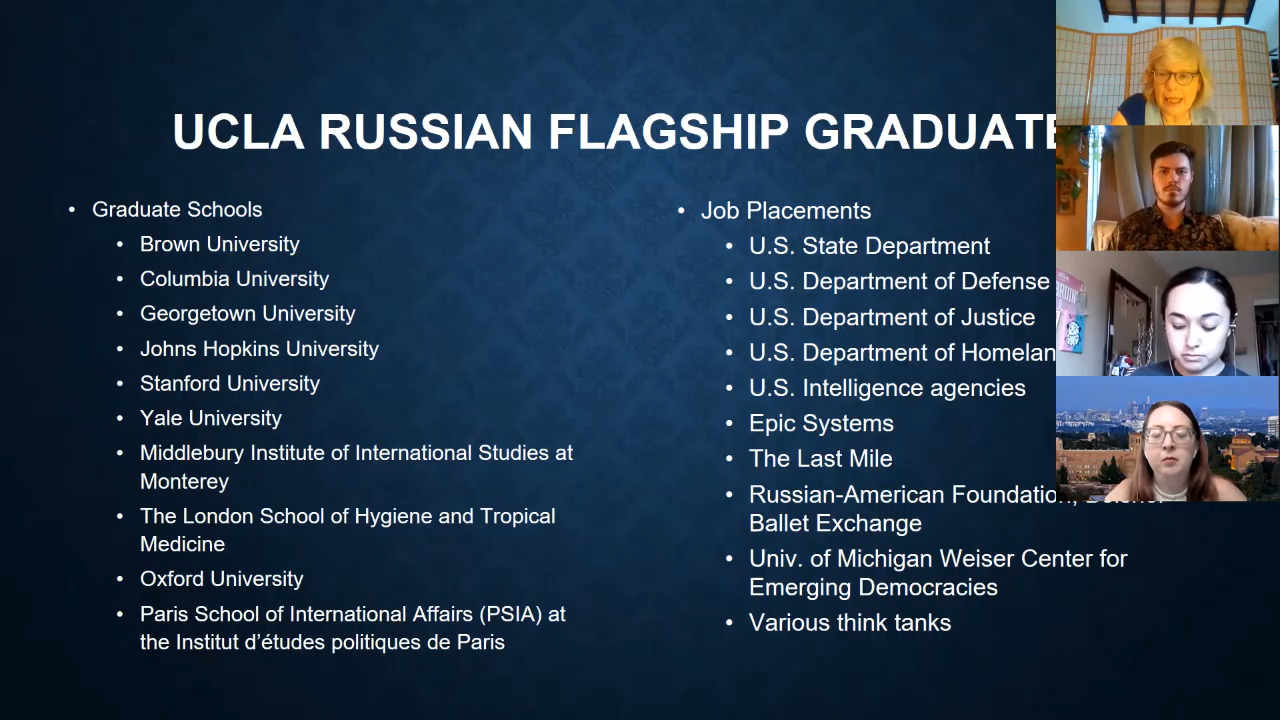 UCLA RUSSIAN FLAGSHIP GRADUATE
• Graduate Schools
• Brown University
• Columbia University
• Georgetown University
• Johns Hopkins University
• Stanford University
• Yale University
• Middlebury Institute of International Studies at
Monterey
• The London School of Hygiene and Tropical
Medicine
• Oxford University
• Paris School of International Affairs (PSIA) at
the Institut d’études politiques de Paris
• Job Placements
• U.S. State Department
• U.S. Department of Defense
• U.S. Department of Justice
• U.S. Department of Homelan
• U.S. Intelligence agencies
• Epic Systems
• The Last Mile
• Russian-American Foundation,
Ballet Exchange
• Univ. of Michigan Weiser Center for
Emerging Democracies
• Various think tanks